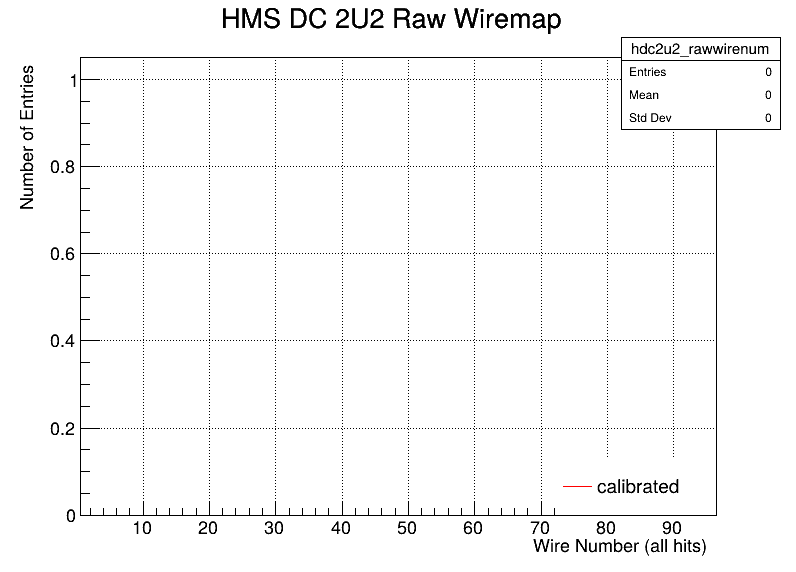 HMS DC 2U2 Raw Wiremap
hdc2u2_rawwirenum
Entries 0
Mean 0
Std Dev 0
Number of Entries
1
0.8
0.6
0.4
0.2
0
calibrated
10 20 30 40 50 60 70 80 90
Wire Number (all hits)